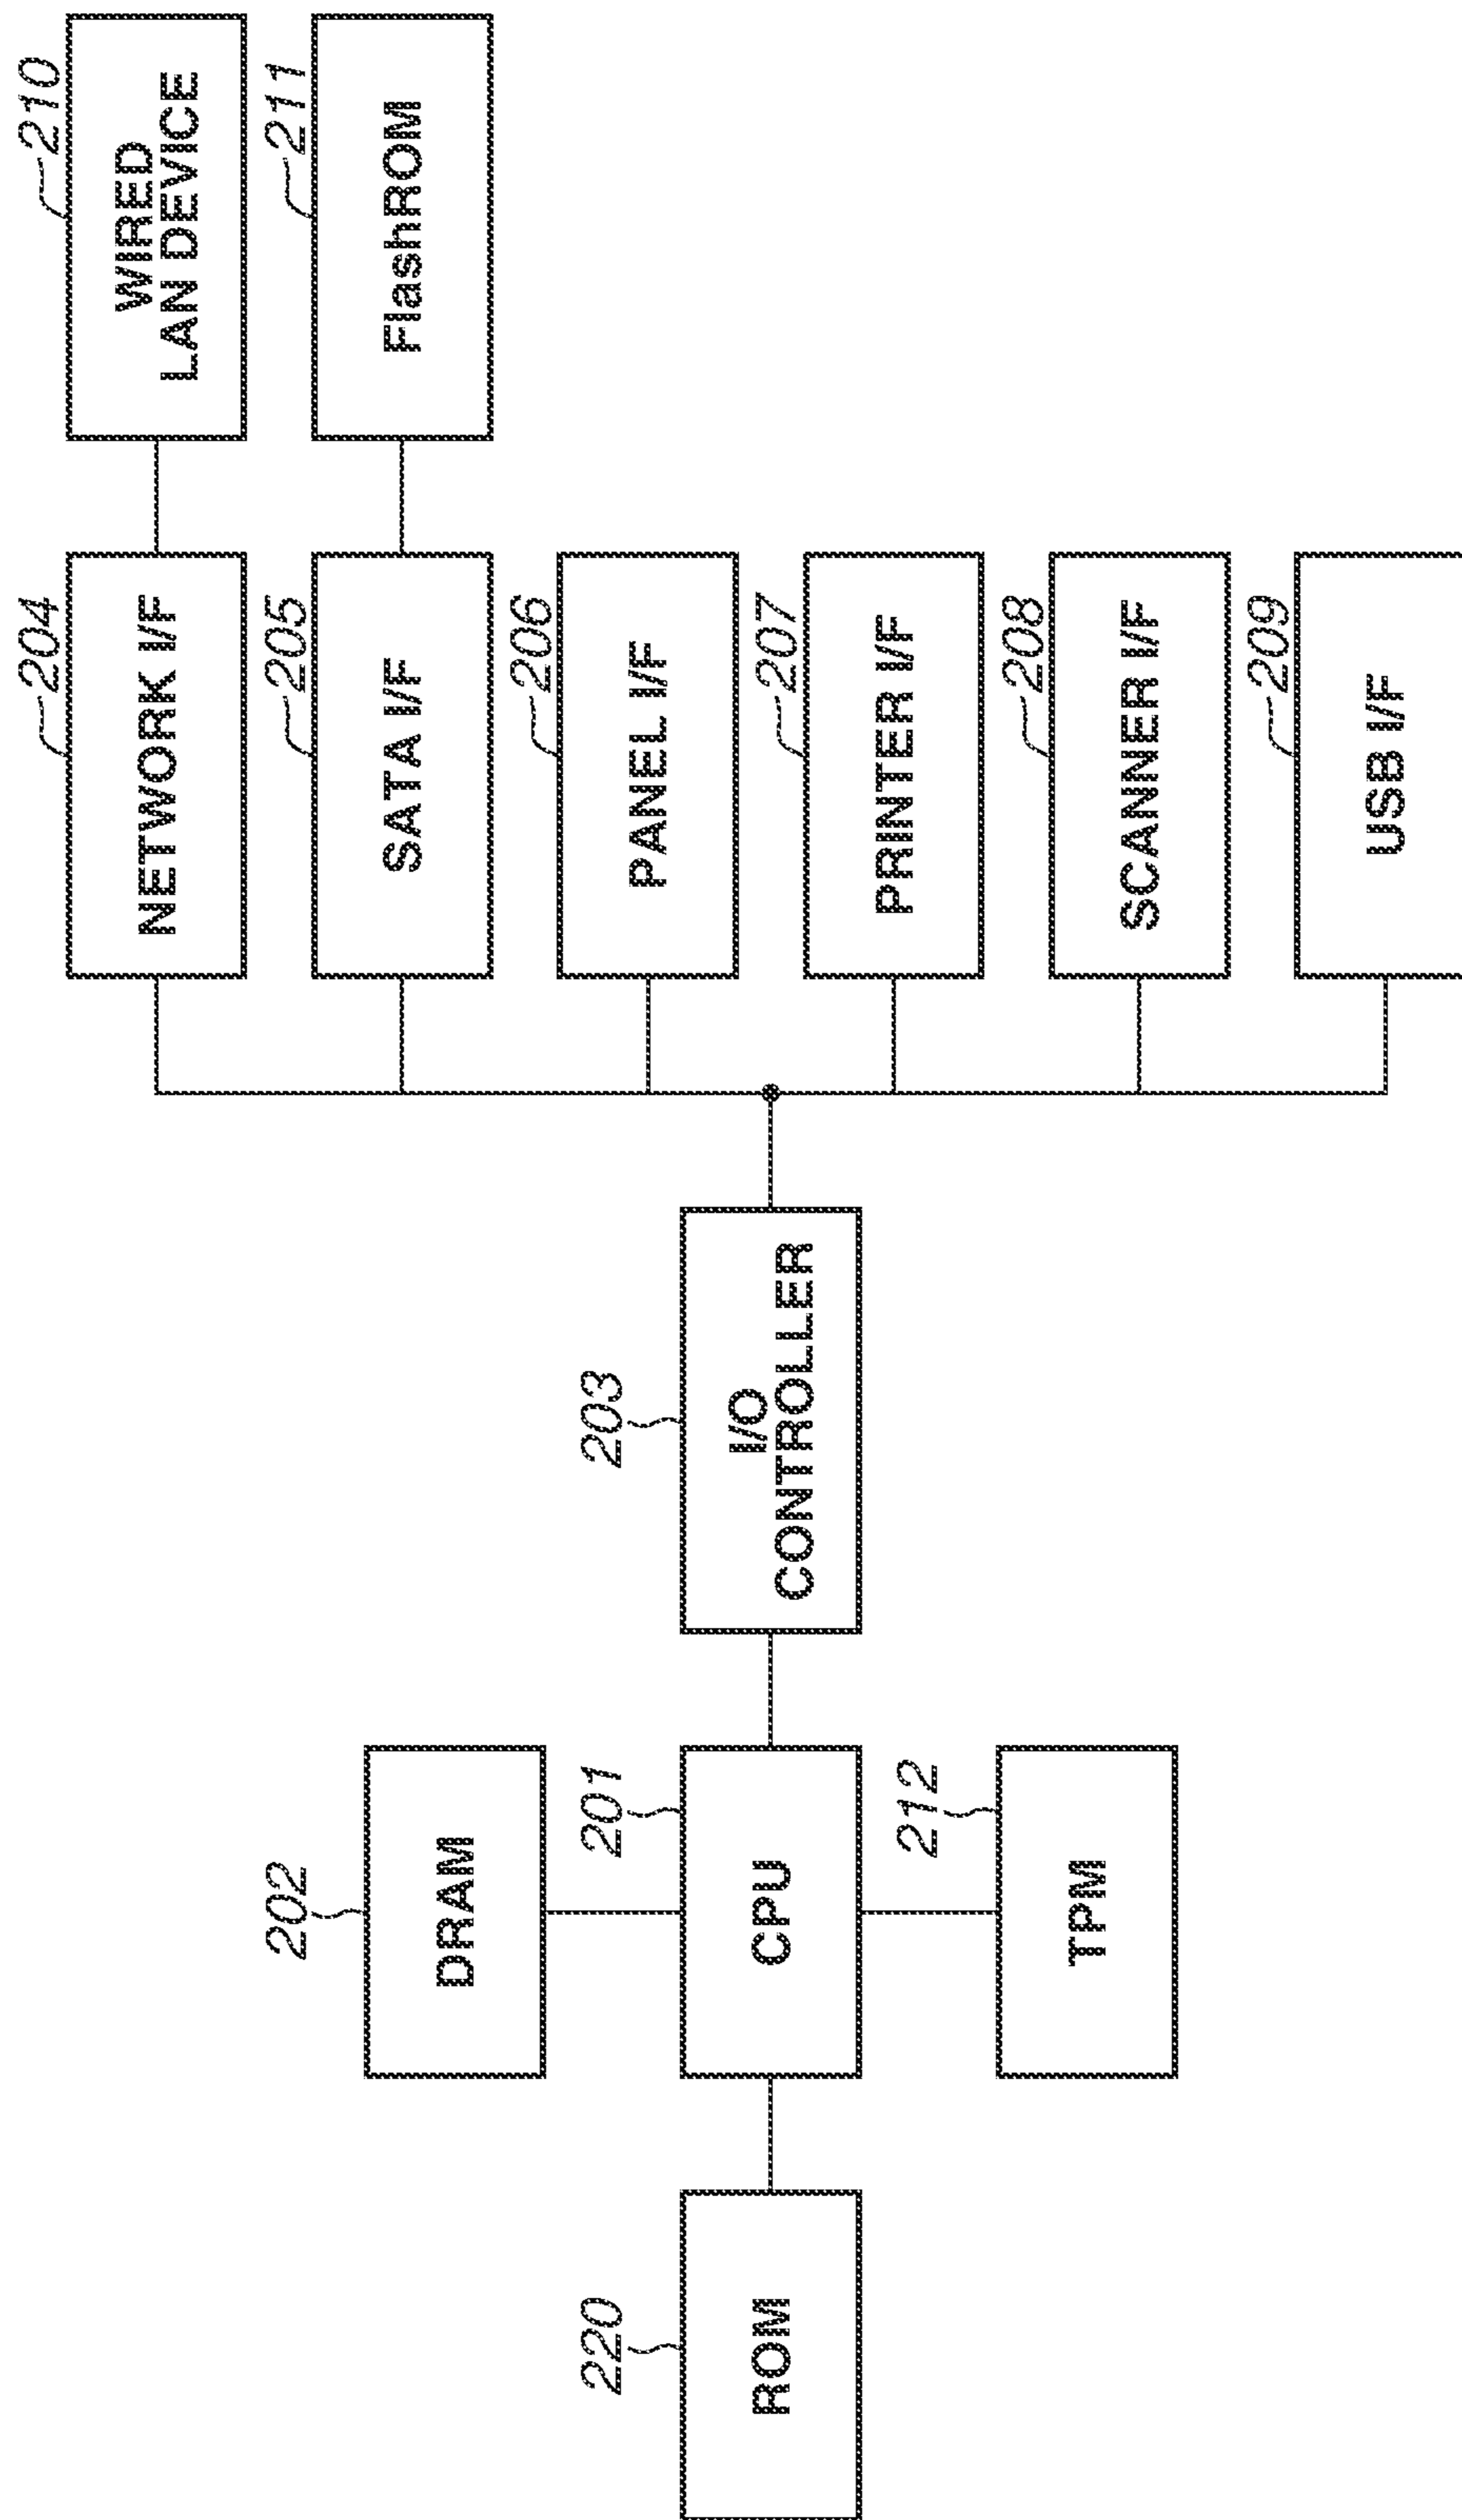 210
WIRED
LAN DEVICE
211
FlashROM
204
NETWORK I/F
205
SATA I/F
206
PANEL I/F
207
PRINTER I/F
208
SCANNER I/F
209
USB I/F
203
I/O
CONTROLLER
202
DRAM
201
CPU
212
TPM
220
ROM